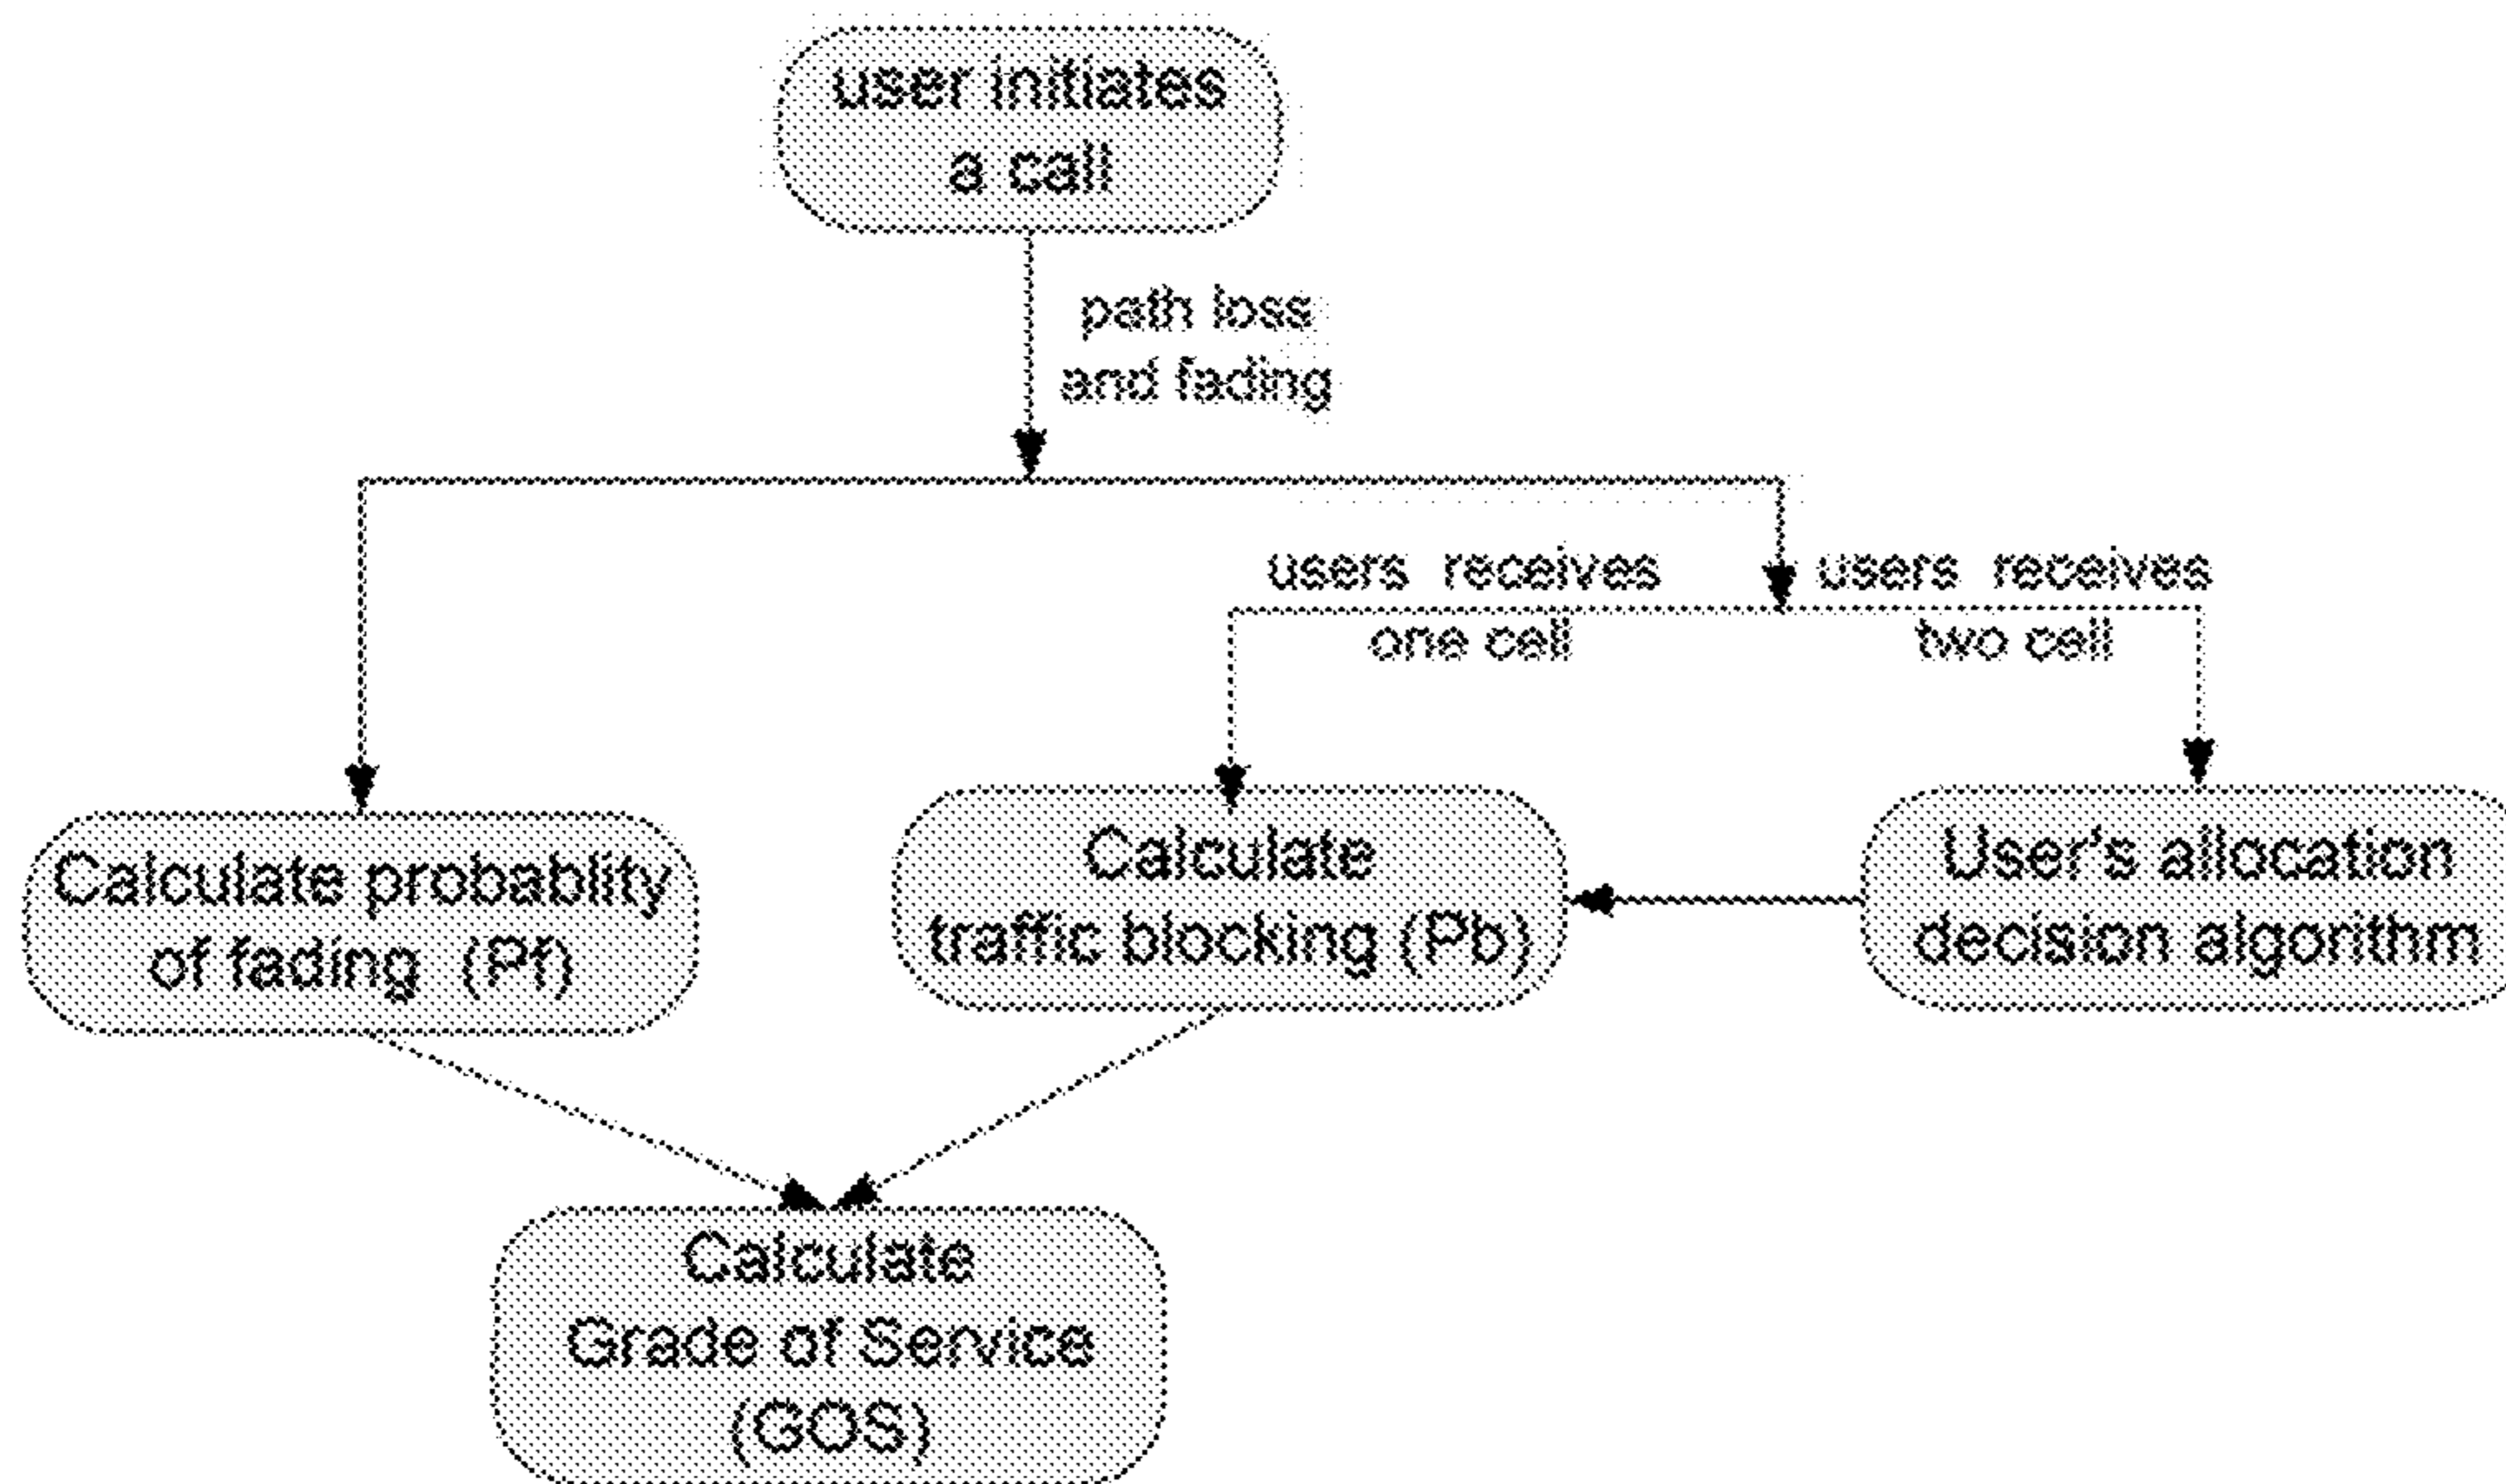 user initiates
a call
path loss
and fading
users receives
one cell
users receives
two cell
Calculate probablity
of fading (Pf)
Calculate
traffic blocking (Pb)
User's allocation
decision algorithm
Calculate
Grade of Service
(GOS)